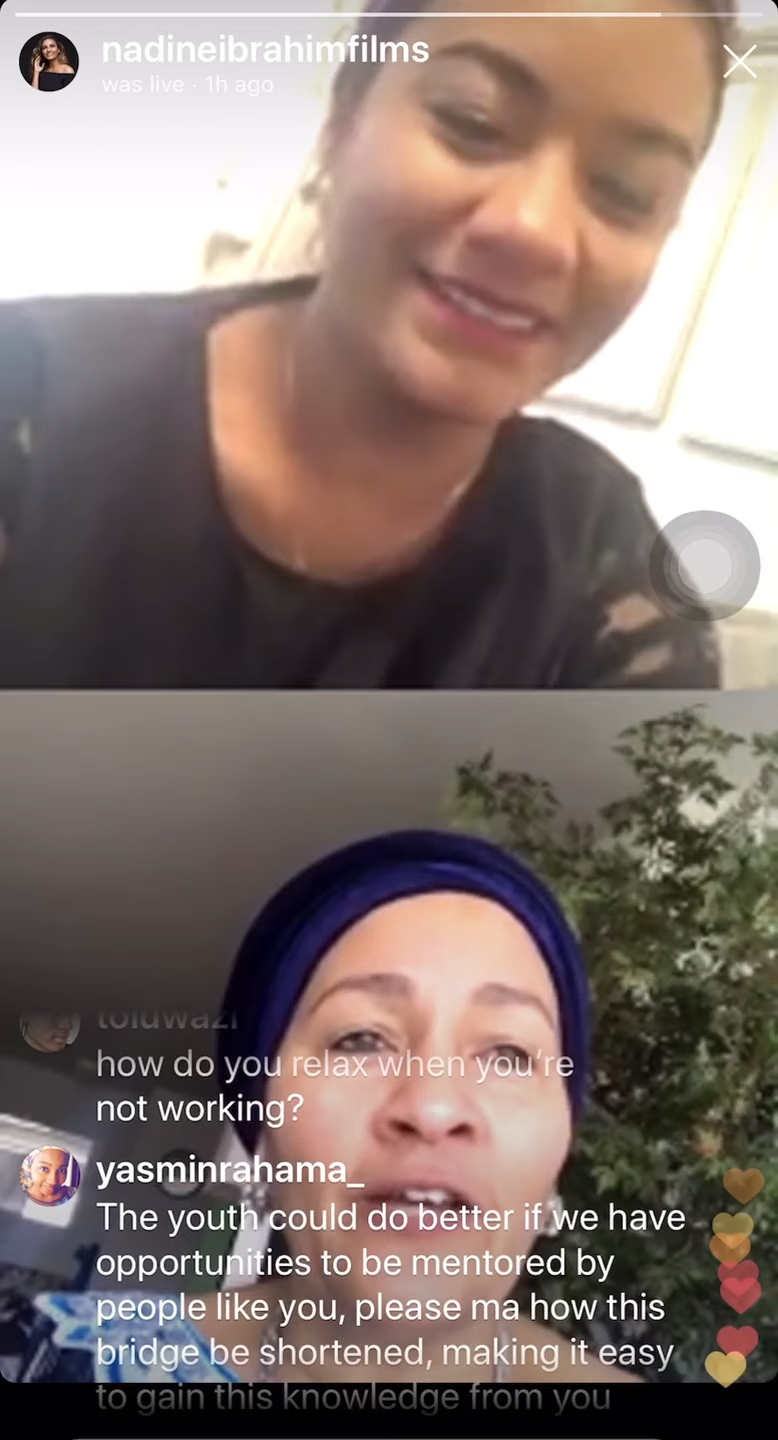 nadineibrahimfilms
was live · 1h ago
how do you relax when you're
not working?
yasminrahama_
The youth could do better if we have
opportunities to be mentored by
people like you, please ma how this
bridge be shortened, making it easy
to gain this knowledge from you